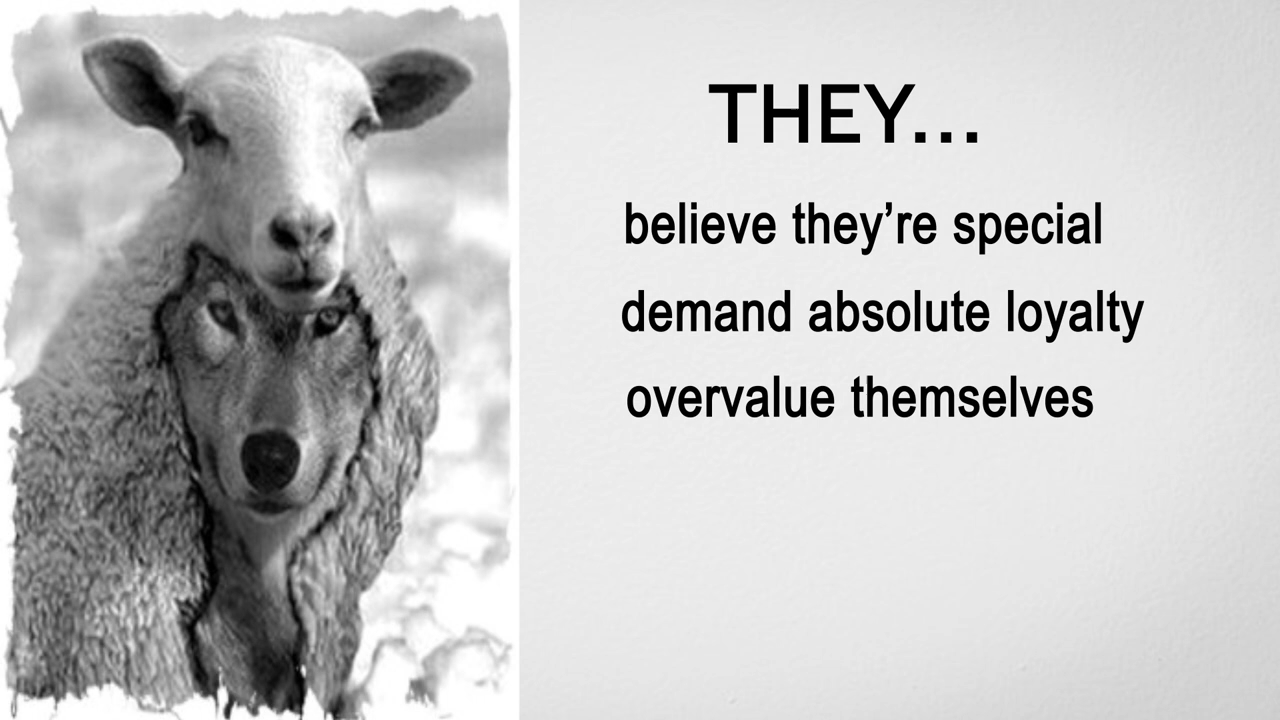 THEY...
believe they’re special
demand absolute loyalty
overvalue themselves